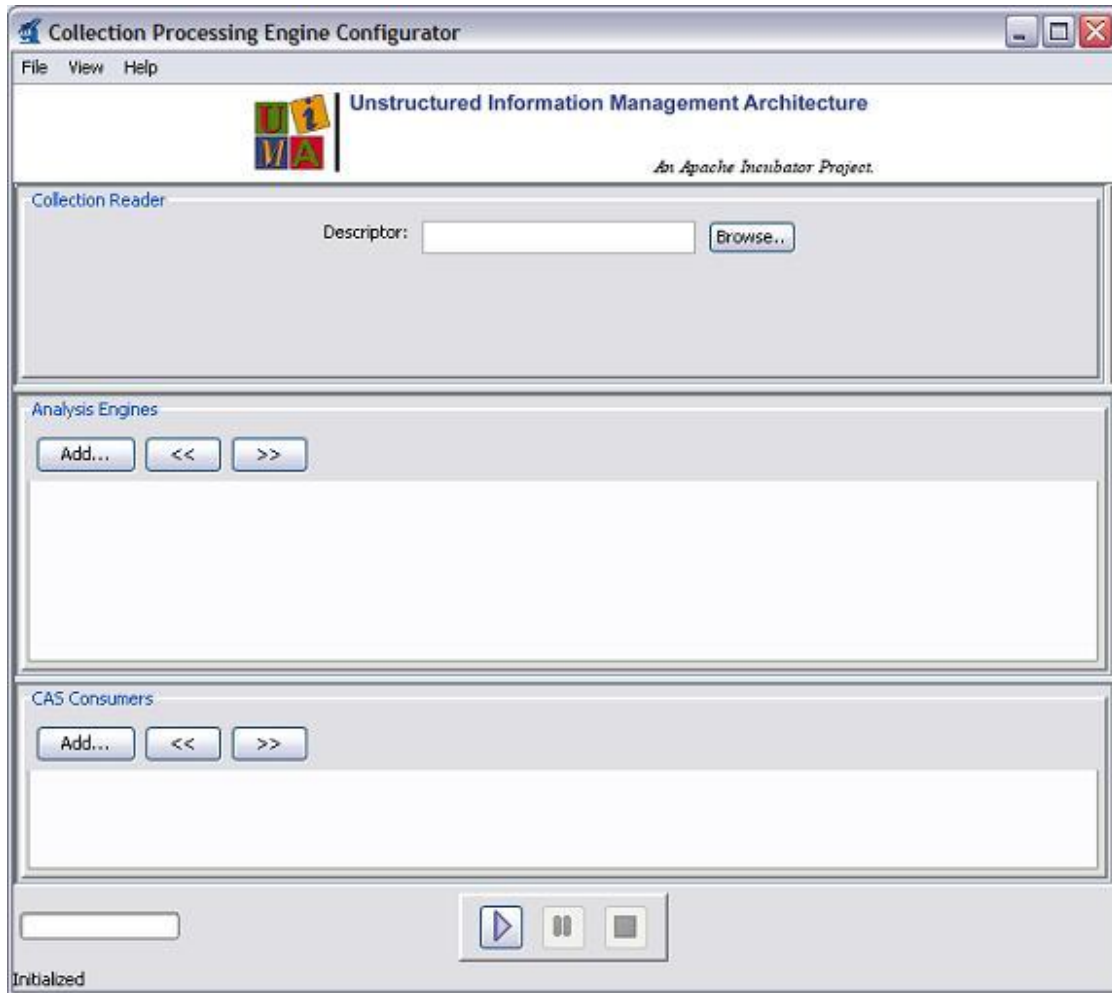 Collection Processing Engine Configurator
File View Help
UiMA
Unstructured Information Management Architecture
An Apache Incubator Project.
Collection Reader
Descriptor:
Browse..
Analysis Engines
Add... << >>
CAS Consumers
Add... << >>
Initialized